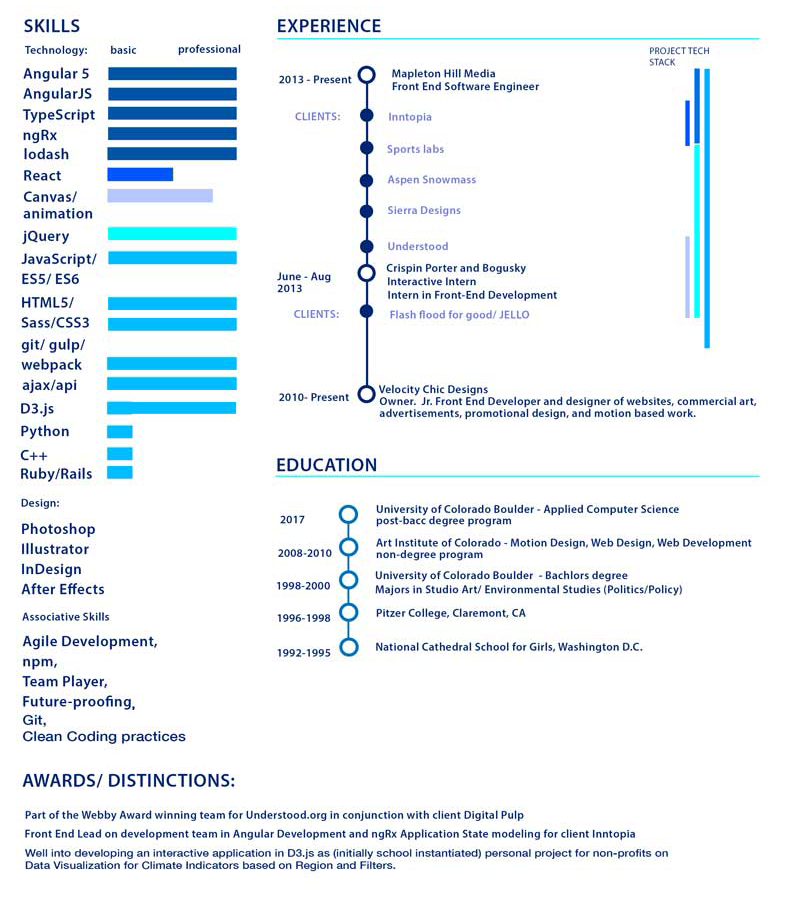 SKILLS
Technology: basic professional
Angular 5
AngularJS
TypeScript
ngRx
lodash
React
Canvas/
animation
jQuery
JavaScript/
ES5/ ES6
HTML5/
Sass/CSS3
git/ gulp/
webpack
ajax/api
D3.js
Python
C++
Ruby/Rails
Design:
Photoshop
Illustrator
InDesign
After Effects
Associative Skills
Agile Development,
npm,
Team Player,
Future-proofing,
Git,
Clean Coding practices
EXPERIENCE
PROJECT TECH
STACK
2013 - Present
Mapleton Hill Media
Front End Software Engineer
CLIENTS:
Inntopia
Sports labs
Aspen Snowmass
Sierra Designs
Understood
June - Aug
2013
Crispin Porter and Bogusky
Interactive Intern
Intern in Front-End Development
CLIENTS:
Flash flood for good/ JELLO
2010- Present
Velocity Chic Designs
Owner. Jr. Front End Developer and designer of websites, commercial art,
advertisements, promotional design, and motion based work.
EDUCATION
2017
University of Colorado Boulder - Applied Computer Science
post-bacc degree program
2008-2010
Art Institute of Colorado - Motion Design, Web Design, Web Development
non-degree program
1998-2000
University of Colorado Boulder - Bachlors degree
Majors in Studio Art/ Environmental Studies (Politics/Policy)
1996-1998
Pitzer College, Claremont, CA
1992-1995
National Cathedral School for Girls, Washington D.C.
AWARDS/ DISTINCTIONS:
Part of the Webby Award winning team for Understood.org in conjunction with client Digital Pulp
Front End Lead on development team in Angular Development and ngRx Application State modeling for client Inntopia
Well into developing an interactive application in D3.js as (initially school instantiated) personal project for non-profits on
Data Visualization for Climate Indicators based on Region and Filters.